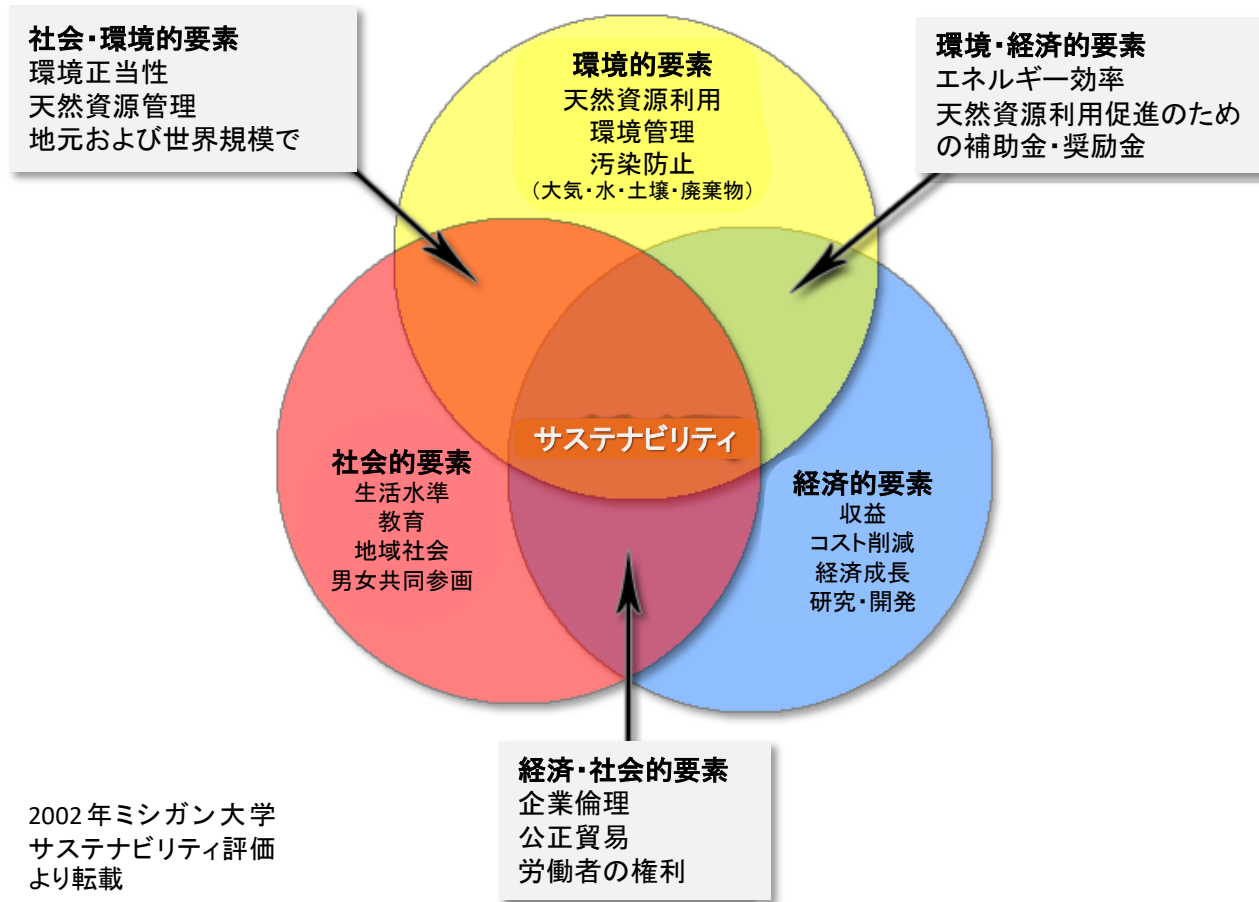 社会・環境的要素
環境正当性
天然資源管理
地元および世界規模で
環境的要素
天然資源利用
環境管理
汚染防止
（大気・水・土壌・廃棄物）
環境・経済的要素
エネルギー効率
天然資源利用促進のため
の補助金・奨励金
サステナビリティ
社会的要素
生活水準
教育
地域社会
男女共同参画
経済的要素
収益
コスト削減
経済成長
研究・開発
経済・社会的要素
企業倫理
公正貿易
労働者の権利
2002年ミシガン大学
サステナビリティ評価
より転載